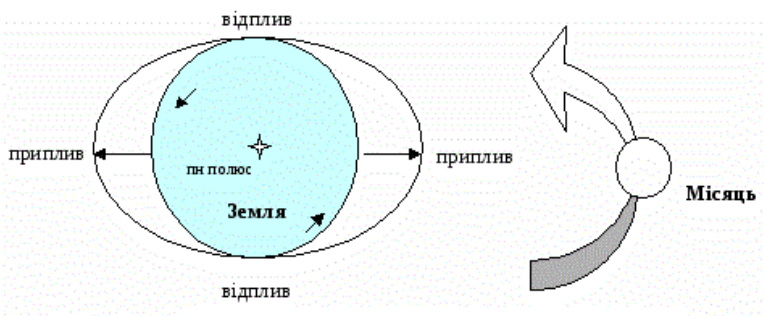 відплив
приплив
пн полюс
приплив
Земля
Місяць
відплив